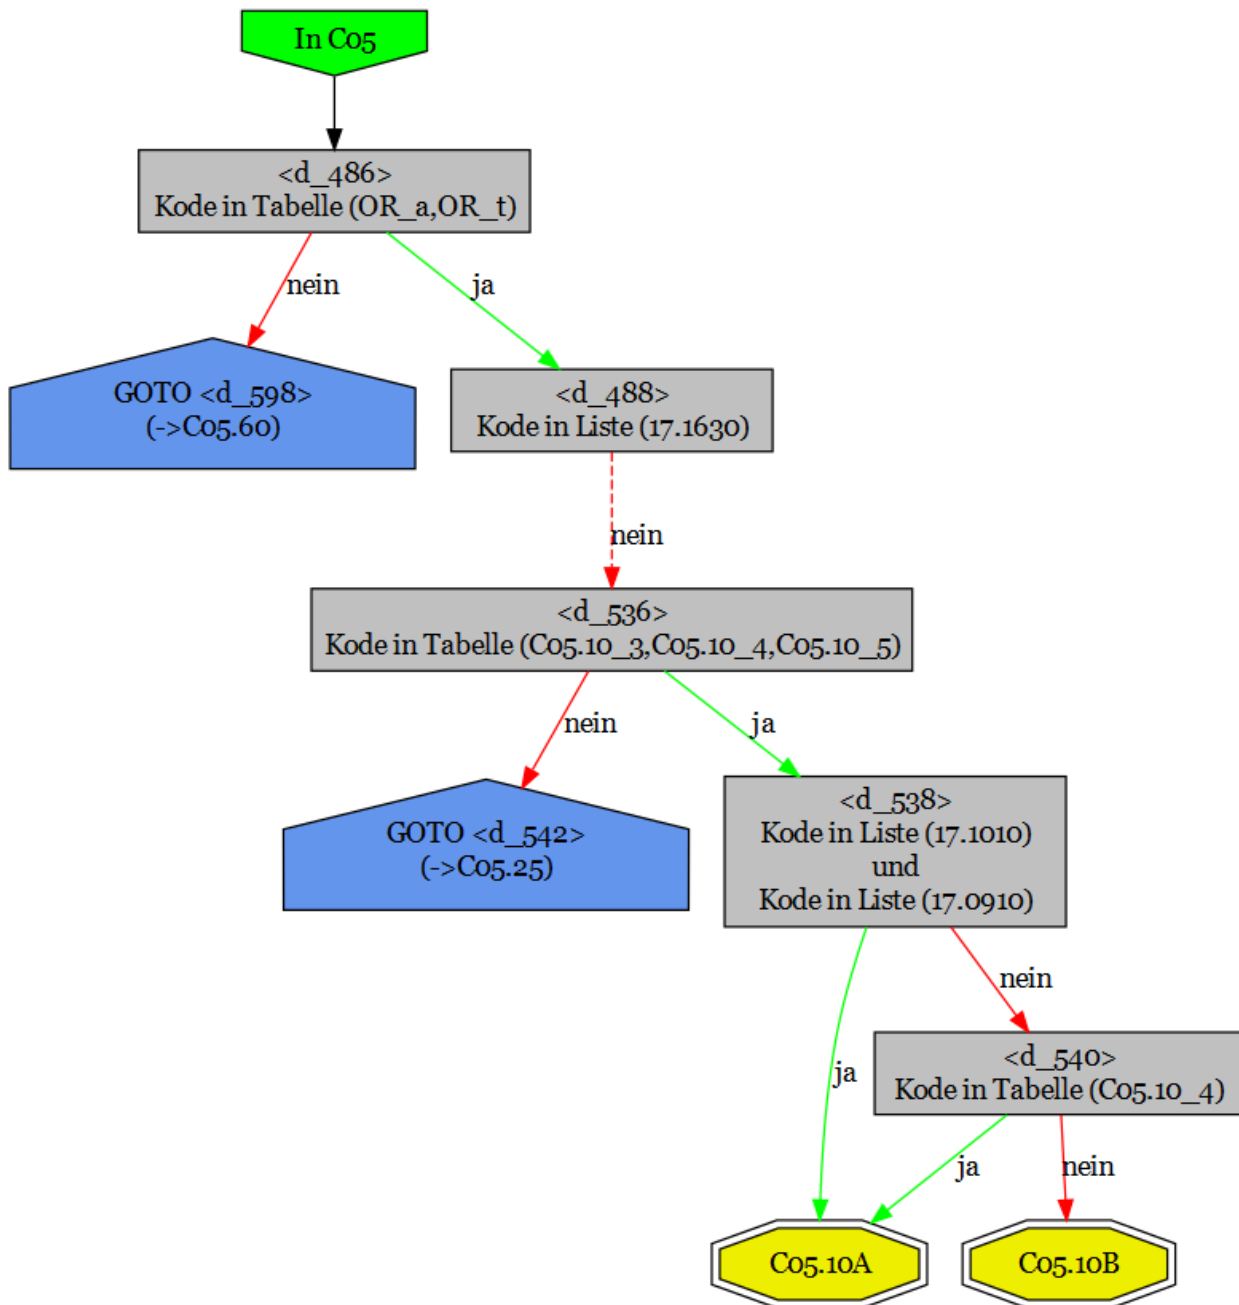 In C05
<d_486>
Kode in Tabelle (OR_a,OR_t)
nein
ja
GOTO <d_598>
(->C05.60)
<d_488>
Kode in Liste (17.1630)
nein
<d_536>
Kode in Tabelle (C05.10_3,C05.10_4,C05.10_5)
nein
ja
GOTO <d_542>
(->C05.25)
<d_538>
Kode in Liste (17.1010)
und
Kode in Liste (17.0910)
nein
ja
<d_540>
Kode in Tabelle (C05.10_4)
ja
nein
C05.10A
C05.10B